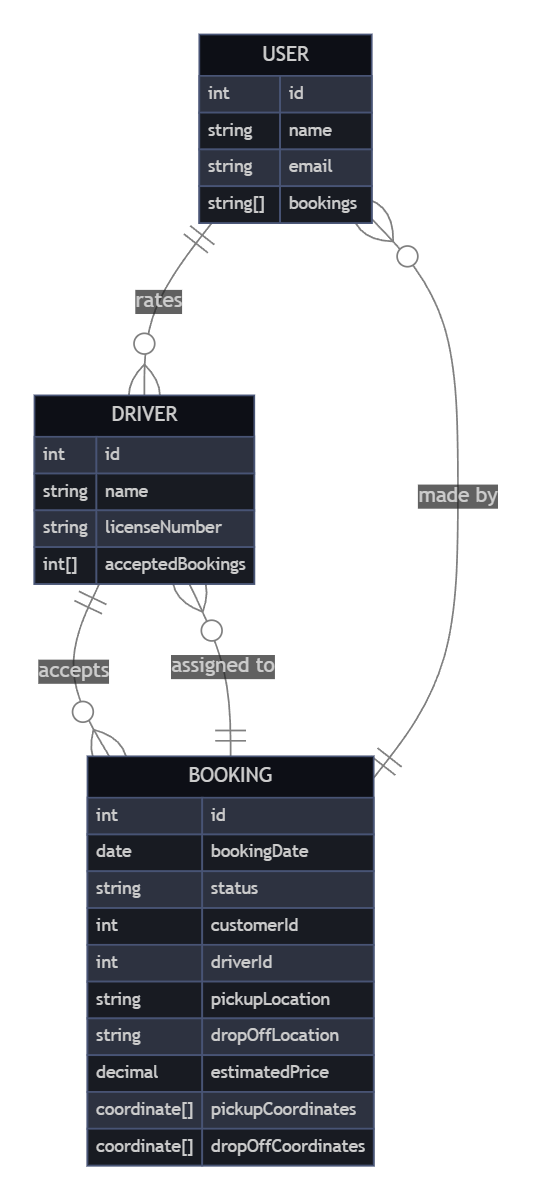 USER
int id
string name
string email
string[] bookings
rates
DRIVER
int id
string name
string licenseNumber
int[] acceptedBookings
made by
accepts
assigned to
BOOKING
int id
date bookingDate
string status
int customerId
int driverId
string pickupLocation
string dropOffLocation
decimal estimatedPrice
coordinate[] pickupCoordinates
coordinate[] dropOffCoordinates